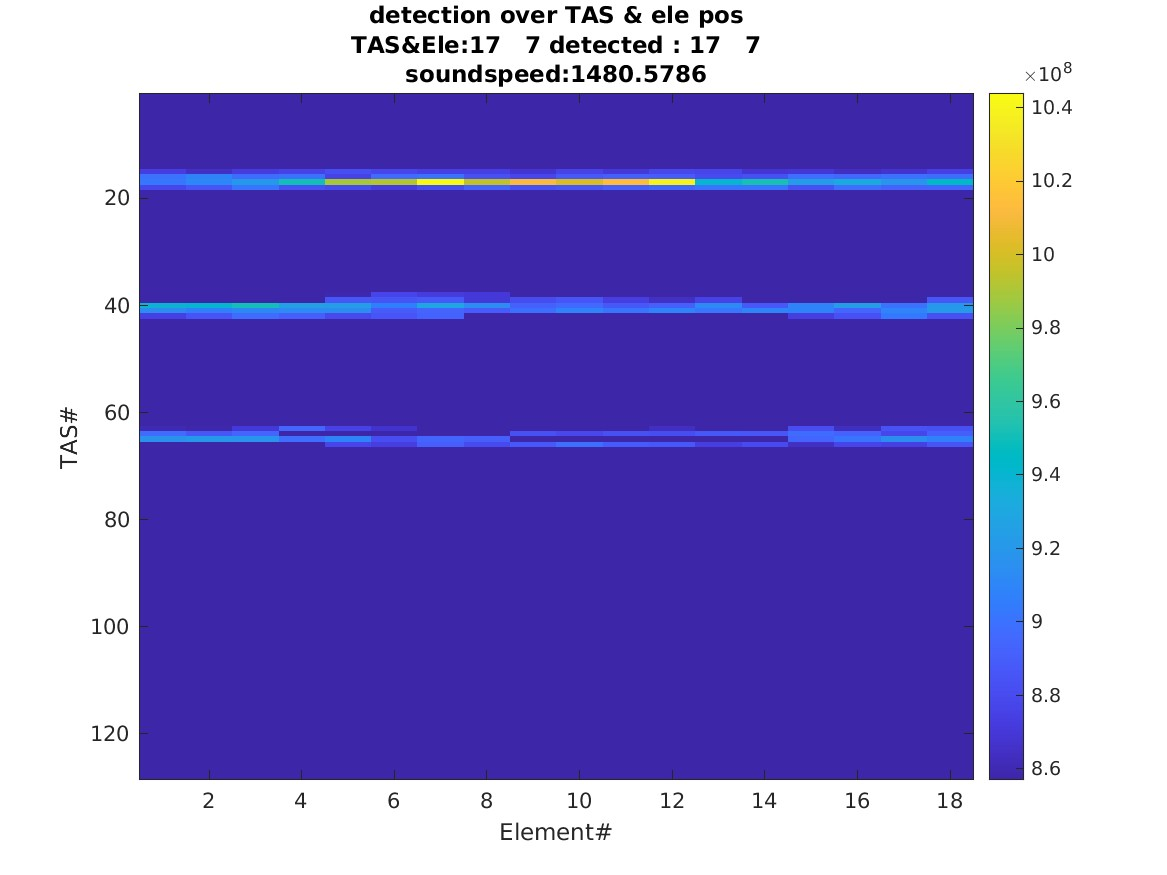 detection over TAS & ele pos
TAS&Ele:17 7 detected : 17 7
soundspeed:1480.5786
×10^8
10.4
10.2
10
9.8
9.6
9.4
9.2
9
8.8
8.6
TAS#
20
40
60
80
100
120
2 4 6 8 10 12 14 16 18
Element#